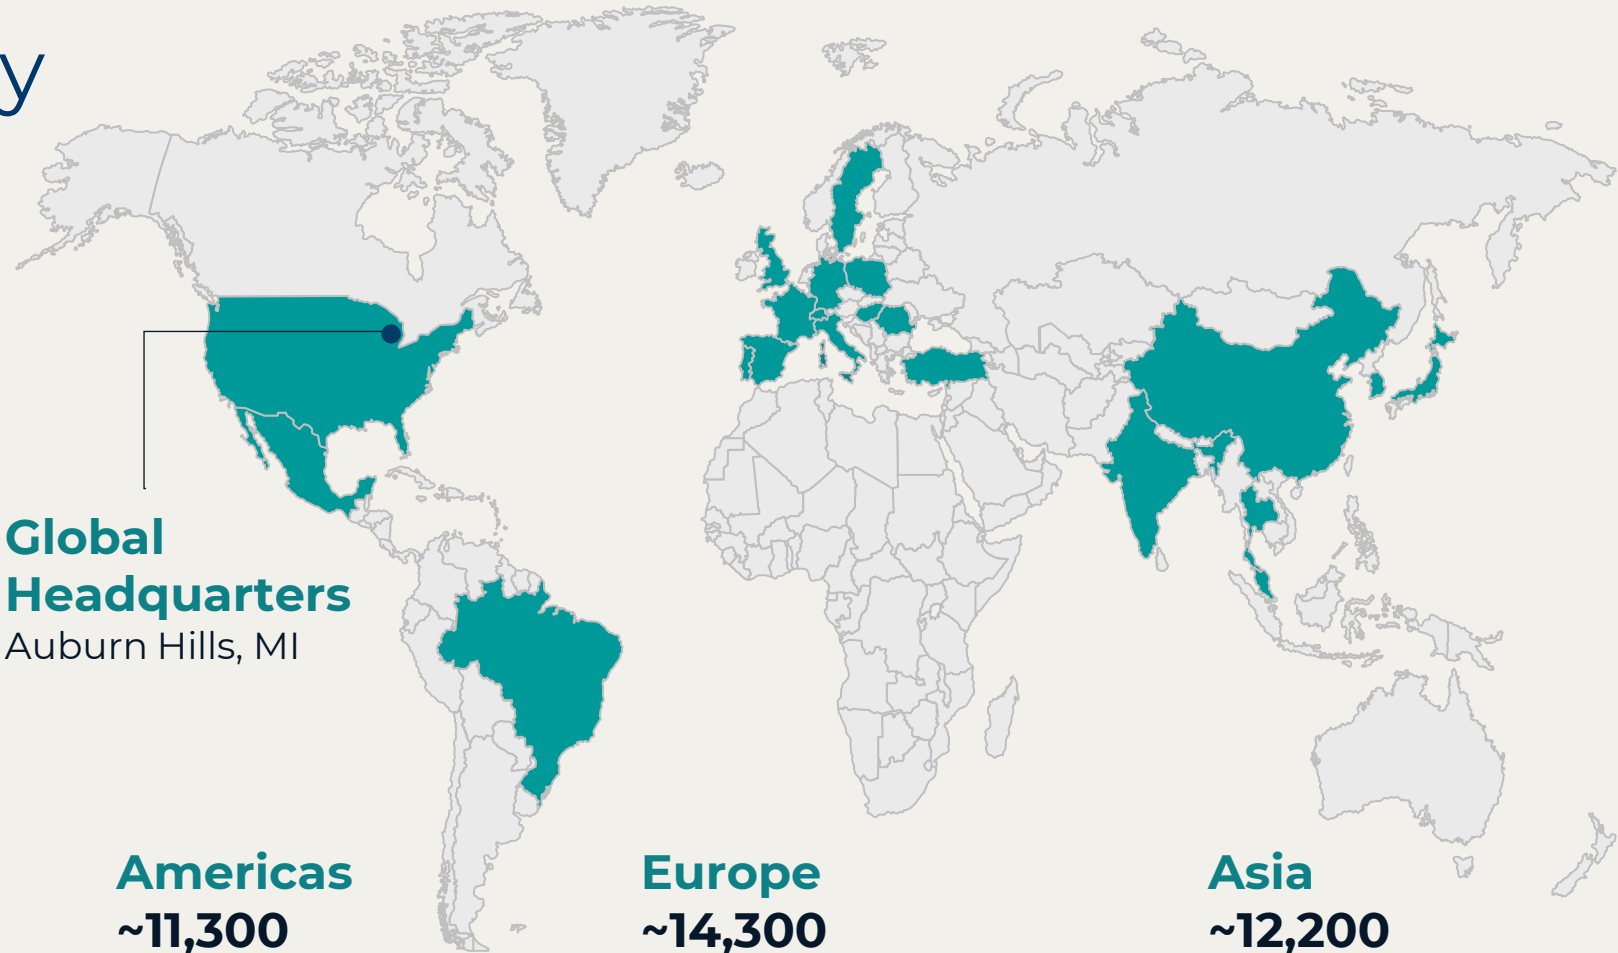 y
Global
Headquarters
Auburn Hills, MI
Americas
~11,300
Europe
~14,300
Asia
~12,200